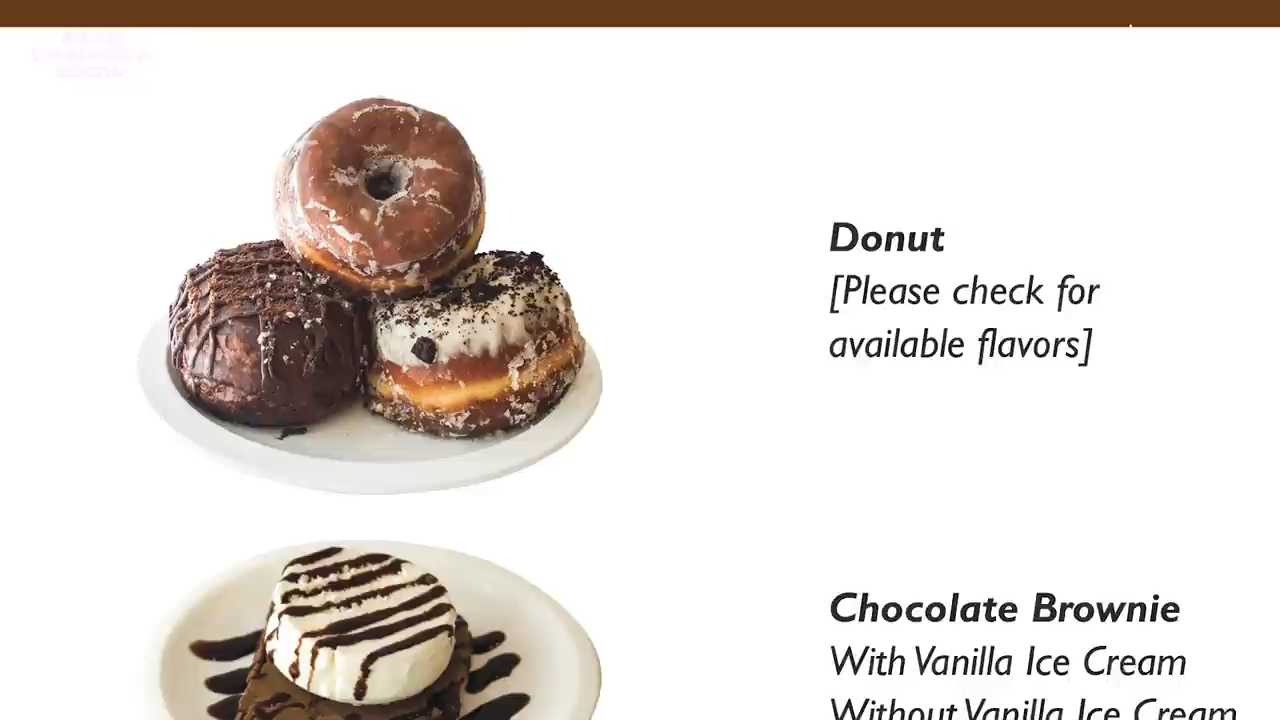 Donut
[Please check for
available flavors]
Chocolate Brownie
With Vanilla Ice Cream
Without Vanilla Ice Cream